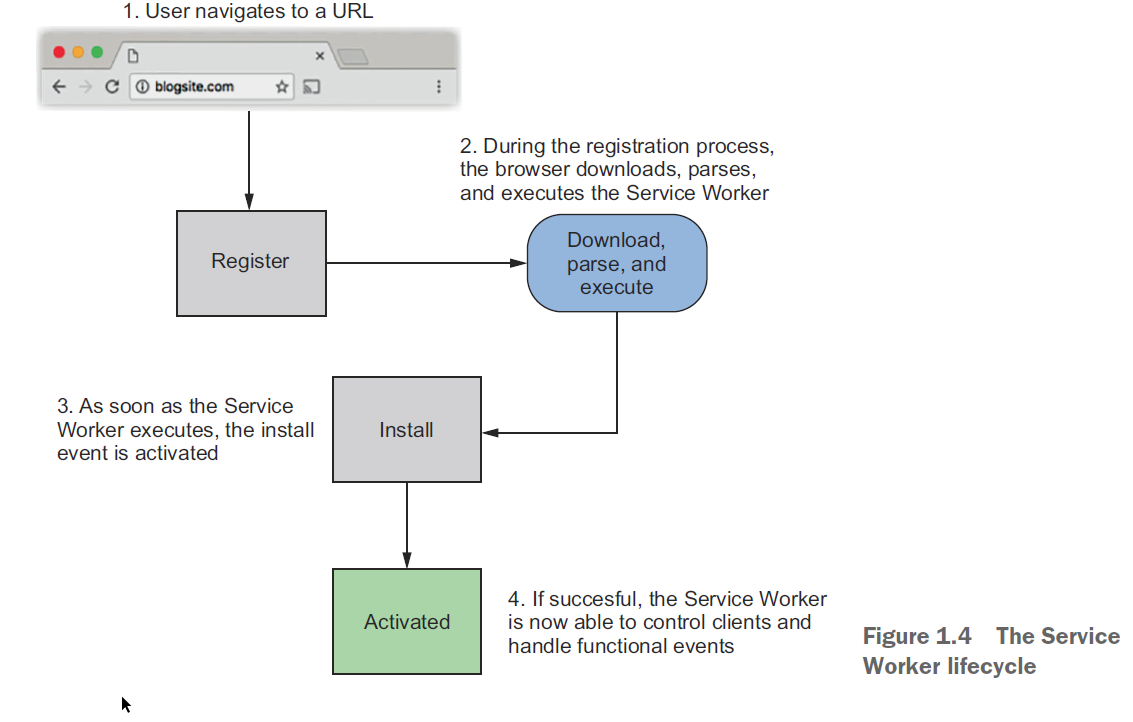 1. User navigates to a URL
blogsite.com
2. During the registration process,
the browser downloads, parses,
and executes the Service Worker
Register
Download,
parse, and
execute
3. As soon as the Service
Worker executes, the install
event is activated
Install
Activated
4. If succesful, the Service Worker
is now able to control clients and
handle functional events
Figure 1.4 The Service
Worker lifecycle